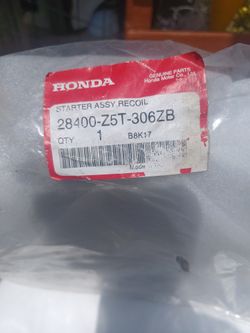 HONDA
GENUINE PARTS
Honda Motor Co., Ltd.
STARTER ASSY,RECOIL
28400-Z5T-306ZB
QTY 1 B8K17